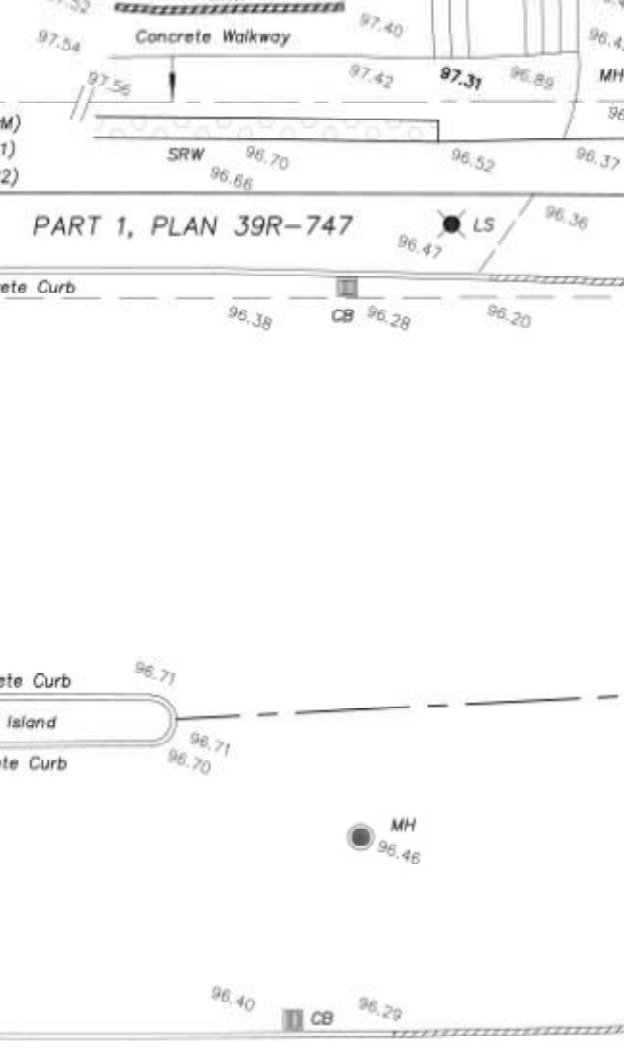 97.54
97.40
Concrete Walkway
96.4
97.56
97.42
97.31
96.89
MH
96
M)
1)
2)
SRW
96.70
96.66
96.52
96.37
PART 1, PLAN 39R-747
LS
96.47
96.36
ete Curb
96.38
CB
96.28
96.20
ete Curb
96.71
Island
96.71
ete Curb
96.70
MH
96.46
96.40
CB
96.29